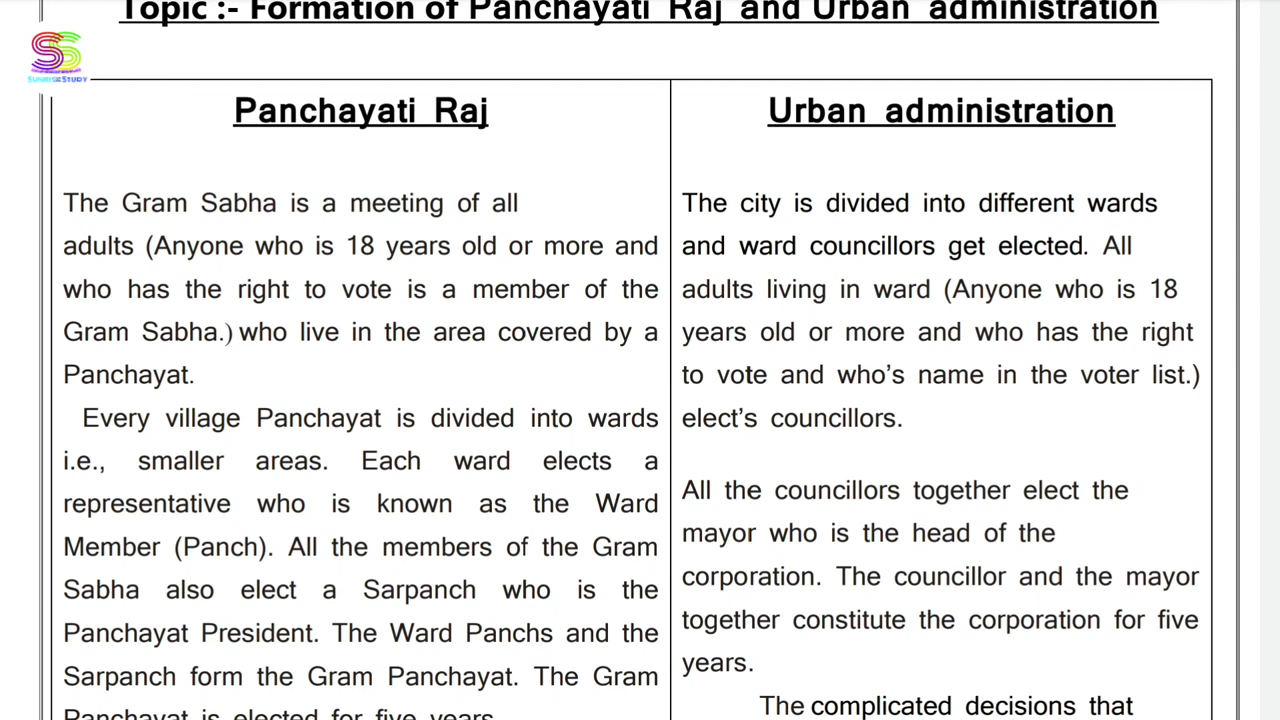 Topic :- Formation of Panchayati Raj and Urban administration
SUNRISE STUDY
Panchayati Raj
The Gram Sabha is a meeting of all
adults (Anyone who is 18 years old or more and
who has the right to vote is a member of the
Gram Sabha.) who live in the area covered by a
Panchayat.
Every village Panchayat is divided into wards
i.e., smaller areas. Each ward elects a
representative who is known as the Ward
Member (Panch). All the members of the Gram
Sabha also elect a Sarpanch who is the
Panchayat President. The Ward Panchs and the
Sarpanch form the Gram Panchayat. The Gram
Panchayat is elected for five years.
Urban administration
The city is divided into different wards
and ward councillors get elected. All
adults living in ward (Anyone who is 18
years old or more and who has the right
to vote and who’s name in the voter list.)
elect’s councillors.
All the councillors together elect the
mayor who is the head of the
corporation. The councillor and the mayor
together constitute the corporation for five
years.
The complicated decisions that